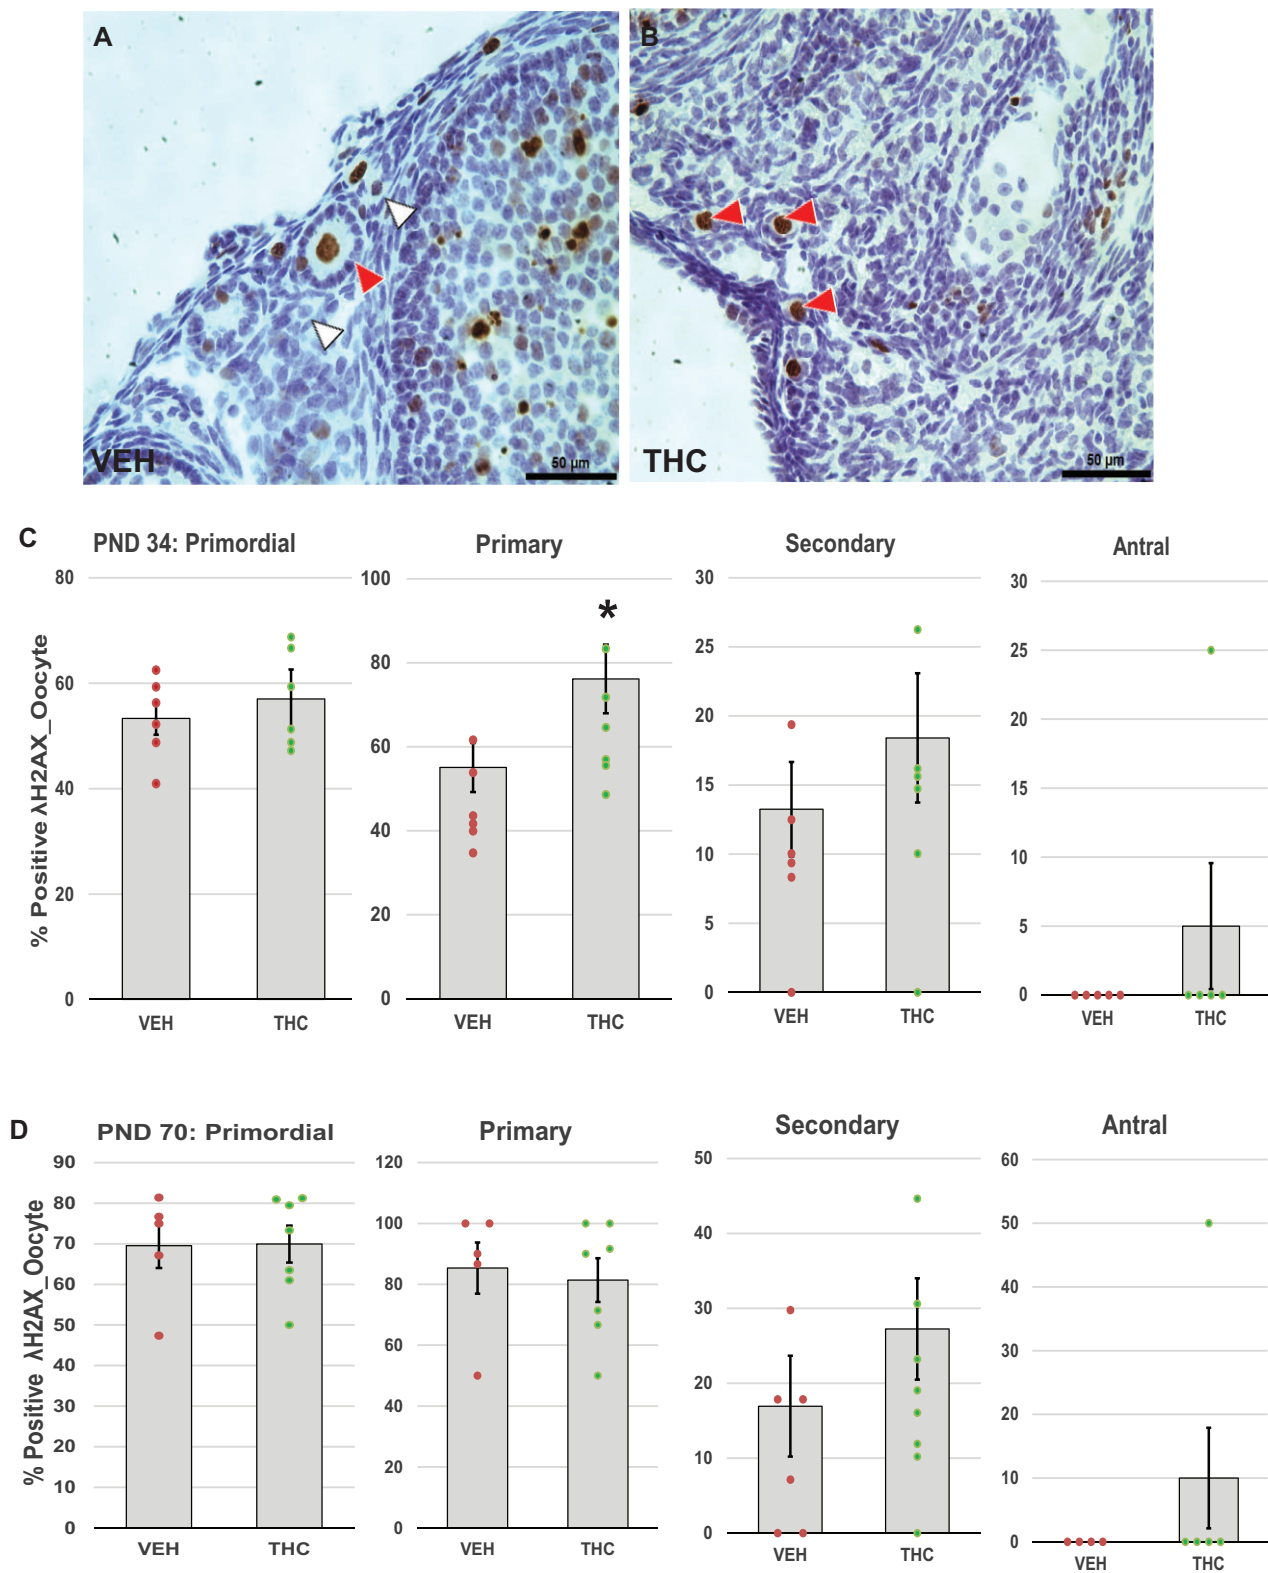 A
B
VEH
50 µm
THC
50 µm
C
PND 34: Primordial
Primary
Secondary
Antral
% Positive λH2AX_Oocyte
80
60
40
20
0
VEH
THC
100
80
60
40
20
0
*
VEH
THC
30
25
20
15
10
5
0
VEH
THC
30
25
20
15
10
5
0
VEH
THC
D
PND 70: Primordial
Primary
Secondary
Antral
% Positive λH2AX_Oocyte
90
80
70
60
50
40
30
20
10
0
VEH
THC
120
100
80
60
40
20
0
VEH
THC
50
40
30
20
10
0
VEH
THC
60
50
40
30
20
10
0
VEH
THC